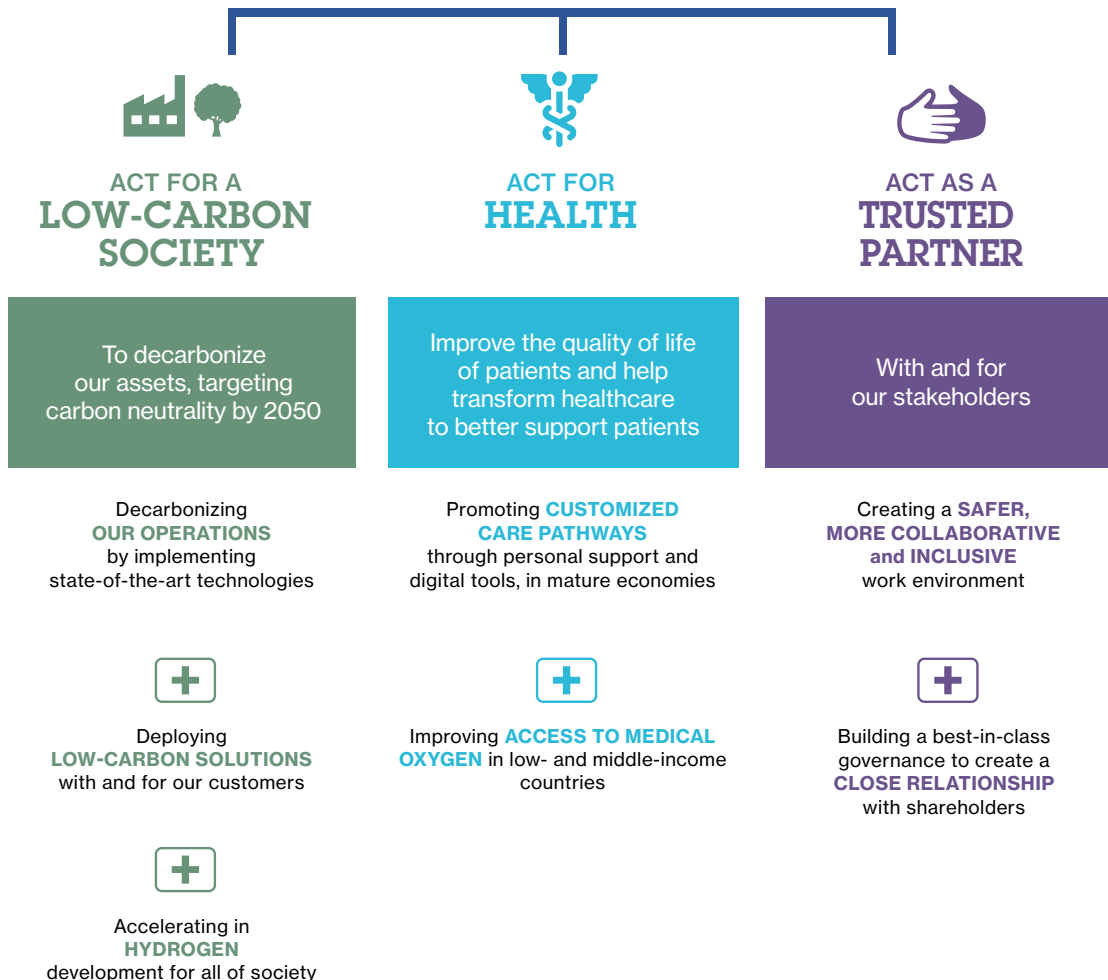 ACT FOR A
LOW-CARBON
SOCIETY
To decarbonize
our assets, targeting
carbon neutrality by 2050
Decarbonizing
OUR OPERATIONS
by implementing
state-of-the-art technologies
Deploying
LOW-CARBON SOLUTIONS
with and for our customers
Accelerating in
HYDROGEN
development for all of society
ACT FOR
HEALTH
Improve the quality of life
of patients and help
transform healthcare
to better support patients
Promoting CUSTOMIZED
CARE PATHWAYS
through personal support and
digital tools, in mature economies
Improving ACCESS TO MEDICAL
OXYGEN in low- and middle-income
countries
ACT AS A
TRUSTED
PARTNER
With and for
our stakeholders
Creating a SAFER,
MORE COLLABORATIVE
and INCLUSIVE
work environment
Building a best-in-class
governance to create a
CLOSE RELATIONSHIP
with shareholders